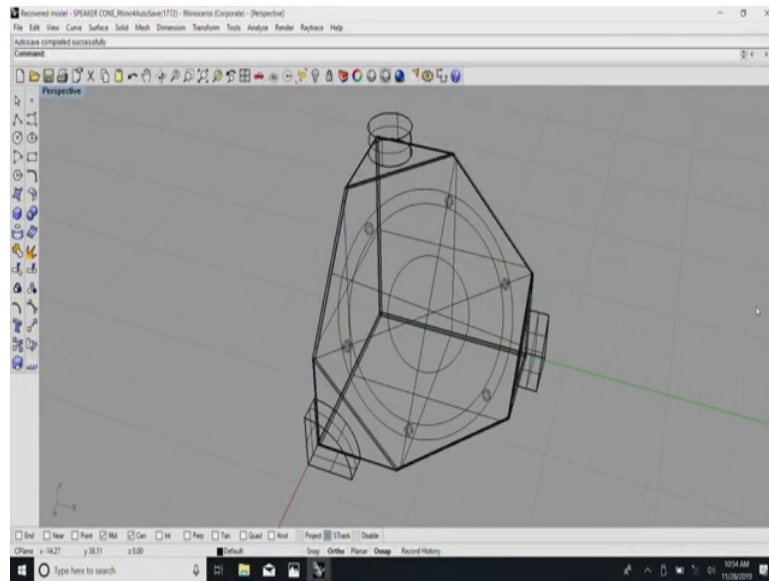 Recovered model - SPEAKER CONE_Rhino4AutoSave(1772) - Rhinoceros (Corporate) - [Perspective]
File Edit View Curve Surface Solid Mesh Dimension Transform Tools Analyze Render Raytrace Help
Autosave completed successfully
Command:
Perspective
End Near Point Mid Cen Int Perp Tan Quad Knot Project STrack Disable
CPlane x -14.27 y 38.11 z 0.00 Default Snap Ortho Planar Osnap Record History
Type here to search
10:54 AM
11/28/2019